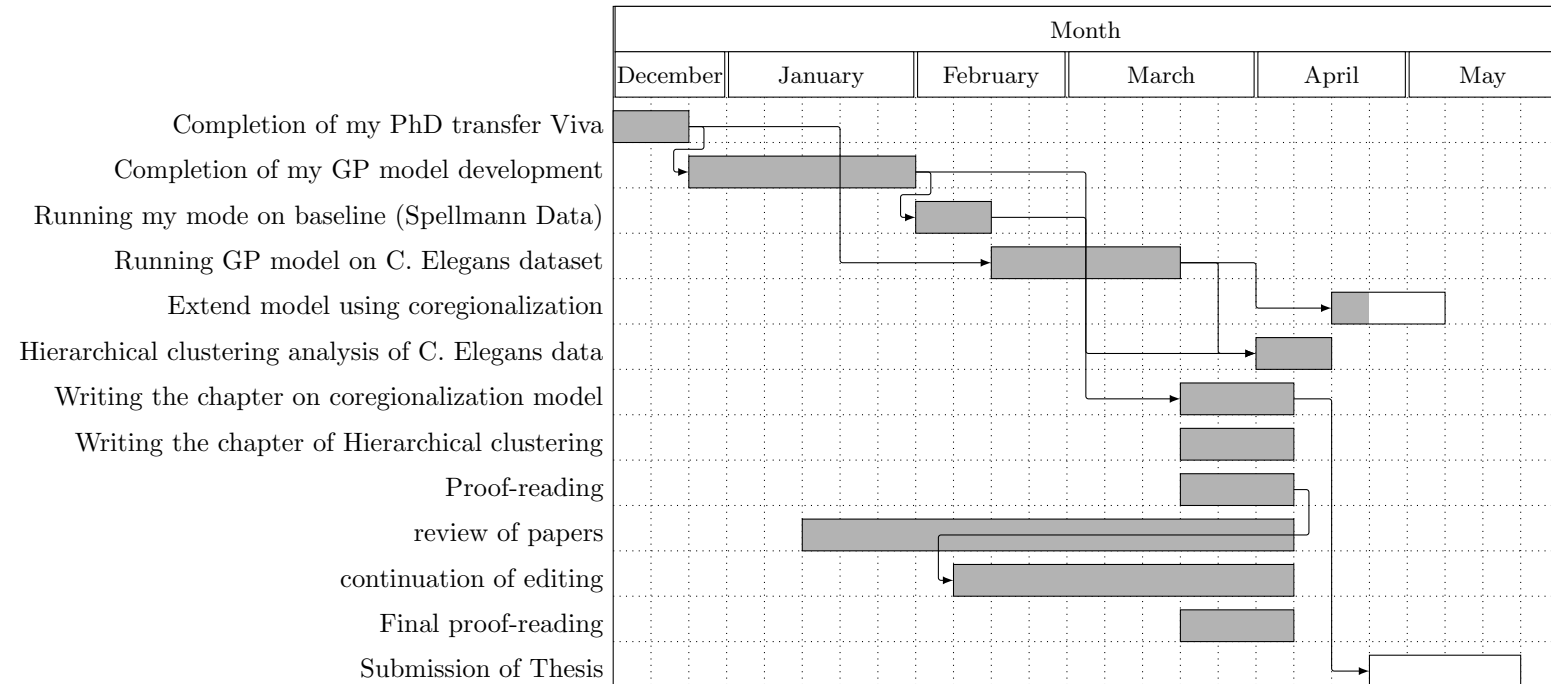 Month
December January February March April May
Completion of my PhD transfer Viva
Completion of my GP model development
Running my mode on baseline (Spellmann Data)
Running GP model on C. Elegans dataset
Extend model using coregionalization
Hierarchical clustering analysis of C. Elegans data
Writing the chapter on coregionalization model
Writing the chapter of Hierarchical clustering
Proof-reading
review of papers
continuation of editing
Final proof-reading
Submission of Thesis